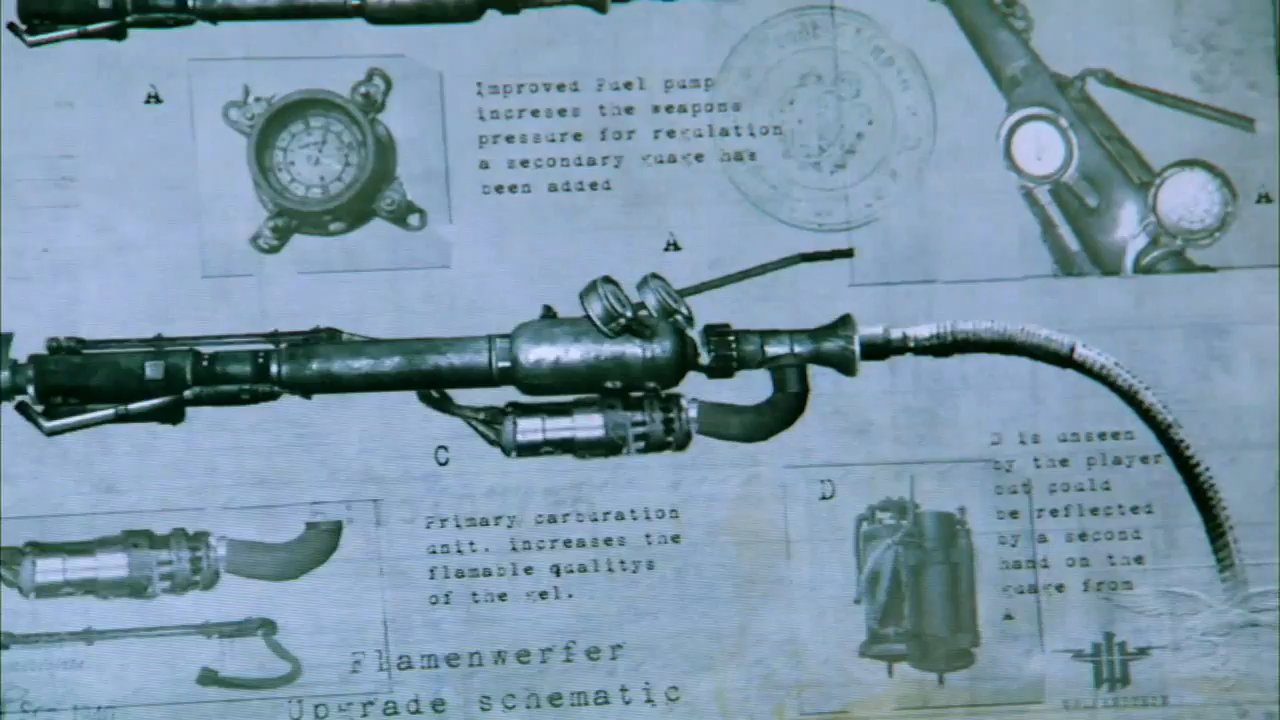 A
Improved Fuel pump
increses the weapons
pressure for regulation
a secondary guage has
been added
A
A
C
D
D is unseen
by the player
but could
be reflected
by a second
hand on the
guage from
A
Primary carburation
unit. increases the
flamable qualitys
of the gel.
Flamenwerfer
Upgrade schematic